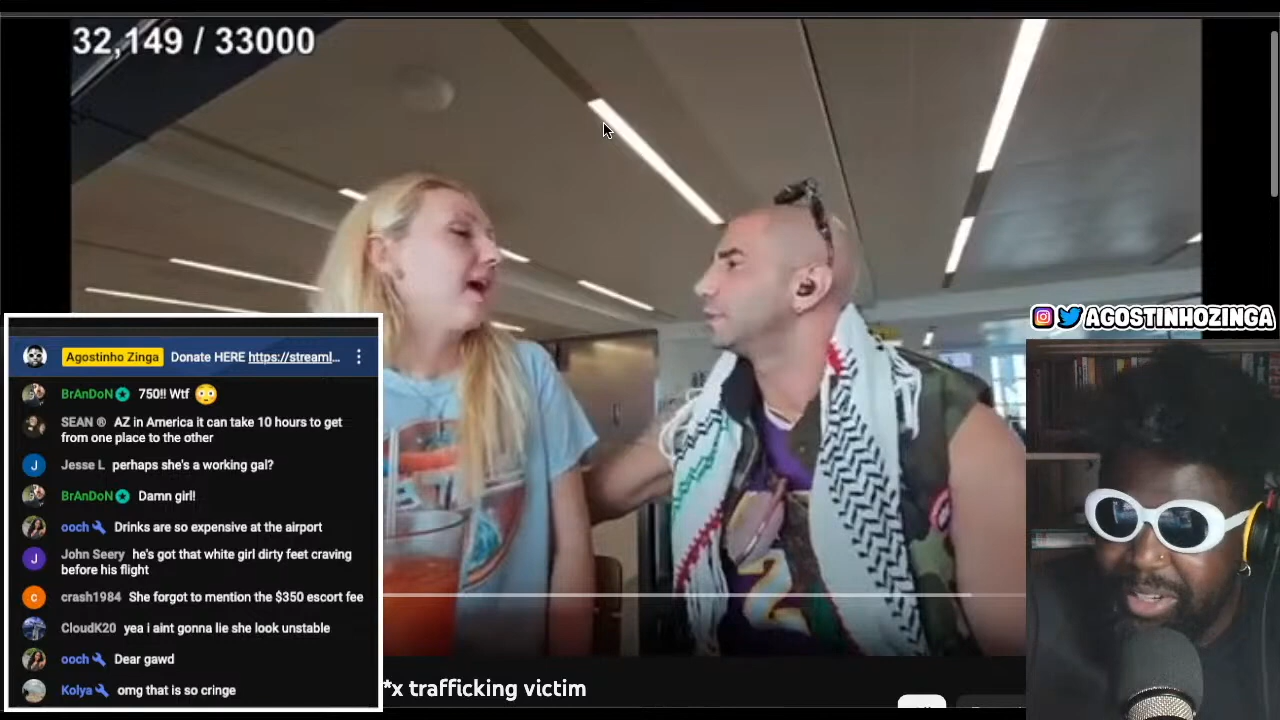 32,149 / 33000
AGOSTINHOZINGA
Agostinho Zinga Donate HERE https://streaml...
BrAnDoN 750!! Wtf 😳
SEAN ® AZ in America it can take 10 hours to get
from one place to the other
Jesse L perhaps she's a working gal?
BrAnDoN Damn girl!
ooch Drinks are so expensive at the airport
John Seery he's got that white girl dirty feet craving
before his flight
crash1984 She forgot to mention the $350 escort fee
CloudK20 yea i aint gonna lie she look unstable
ooch Dear gawd
Kolya omg that is so cringe
*x trafficking victim